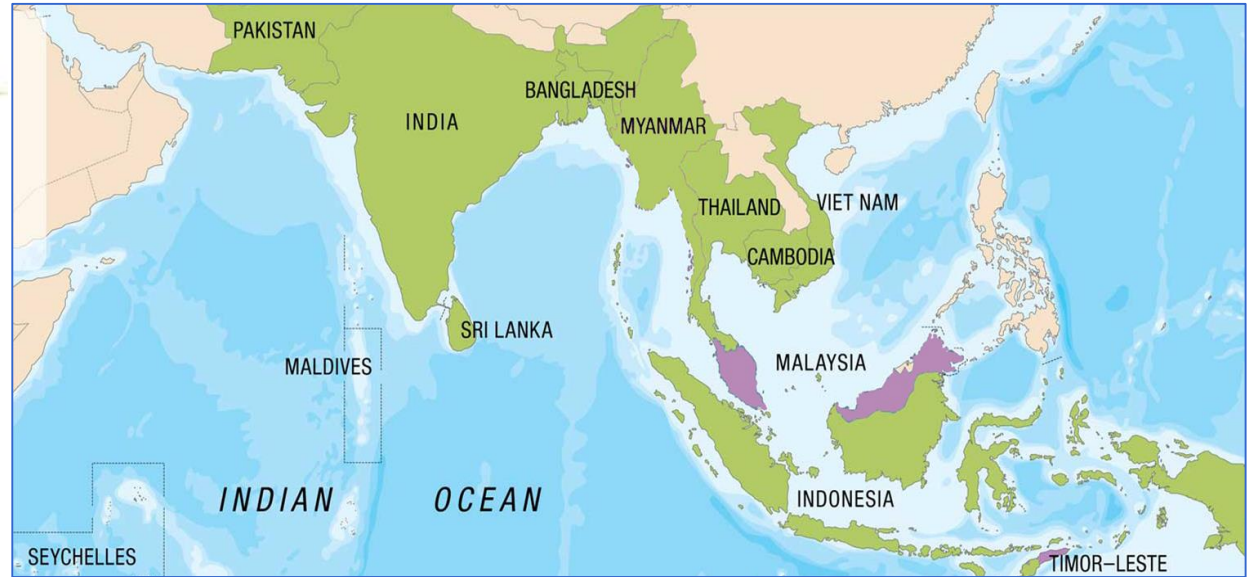 PAKISTAN
BANGLADESH
INDIA
MYANMAR
THAILAND
VIET NAM
CAMBODIA
SRI LANKA
MALDIVES
MALAYSIA
INDIAN OCEAN
INDONESIA
SEYCHELLES
TIMOR–LESTE